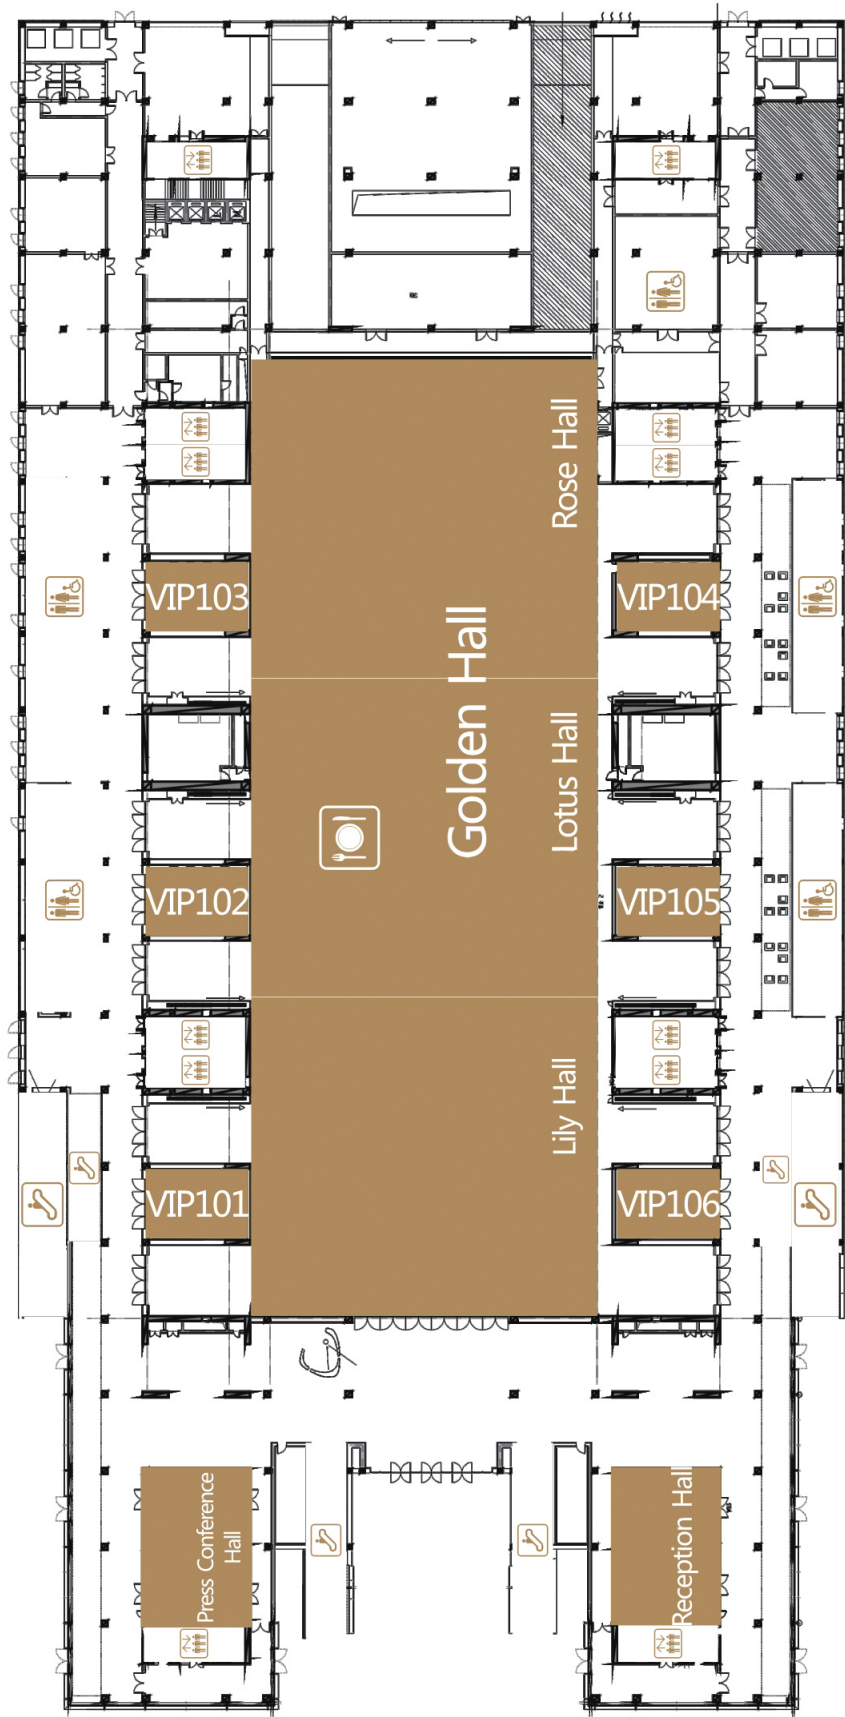 Rose Hall
VIP103
VIP104
Golden Hall
Lotus Hall
VIP102
VIP105
Lily Hall
VIP101
VIP106
Press Conference
Hall
Reception Hall